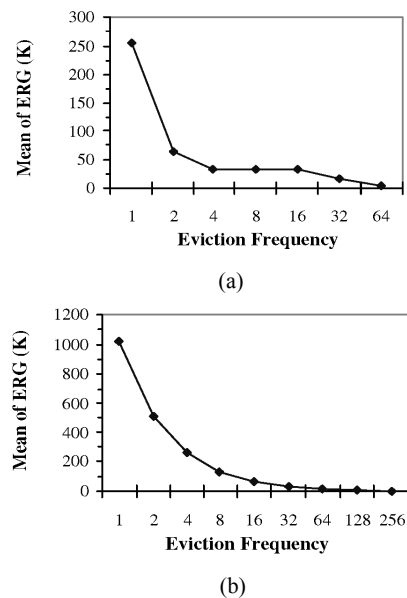 300
250
200
150
100
50
0
Mean of ERG (K)
1 2 4 8 16 32 64
Eviction Frequency
(a)
1200
1000
800
600
400
200
0
Mean of ERG (K)
1 2 4 8 16 32 64 128 256
Eviction Frequency
(b)